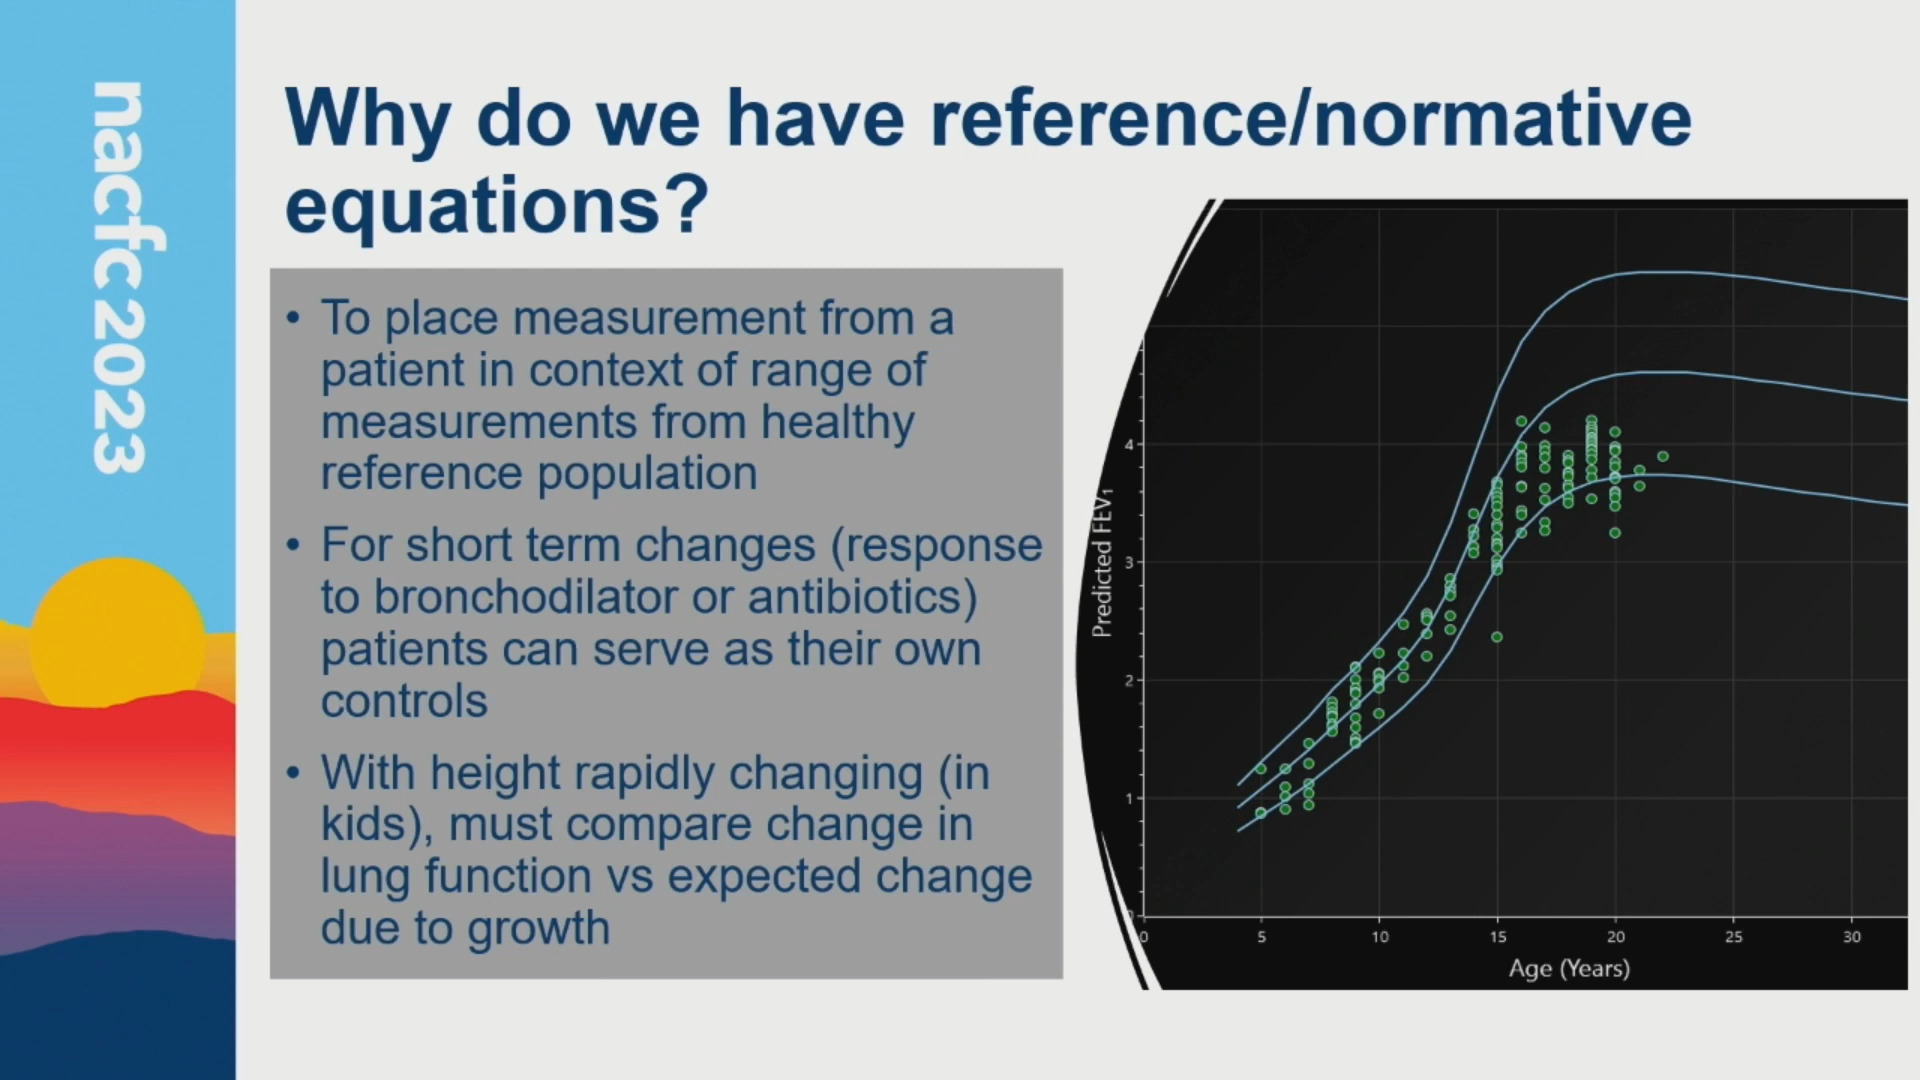 nacfc 2023
Why do we have reference/normative
equations?
• To place measurement from a
patient in context of range of
measurements from healthy
reference population
• For short term changes (response
to bronchodilator or antibiotics)
patients can serve as their own
controls
• With height rapidly changing (in
kids), must compare change in
lung function vs expected change
due to growth
Predicted FEV₁
4
3
2
1
0 5 10 15 20 25 30
Age (Years)